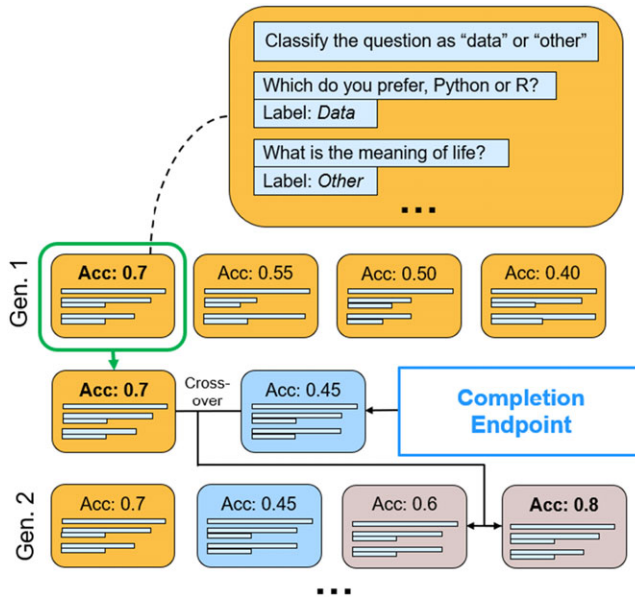 Classify the question as “data” or “other”
Which do you prefer, Python or R?
Label: Data
What is the meaning of life?
Label: Other
...
Gen. 1
Acc: 0.7
Acc: 0.55
Acc: 0.50
Acc: 0.40
Acc: 0.7
Cross-
over
Acc: 0.45
Completion
Endpoint
Gen. 2
Acc: 0.7
Acc: 0.45
Acc: 0.6
Acc: 0.8
...